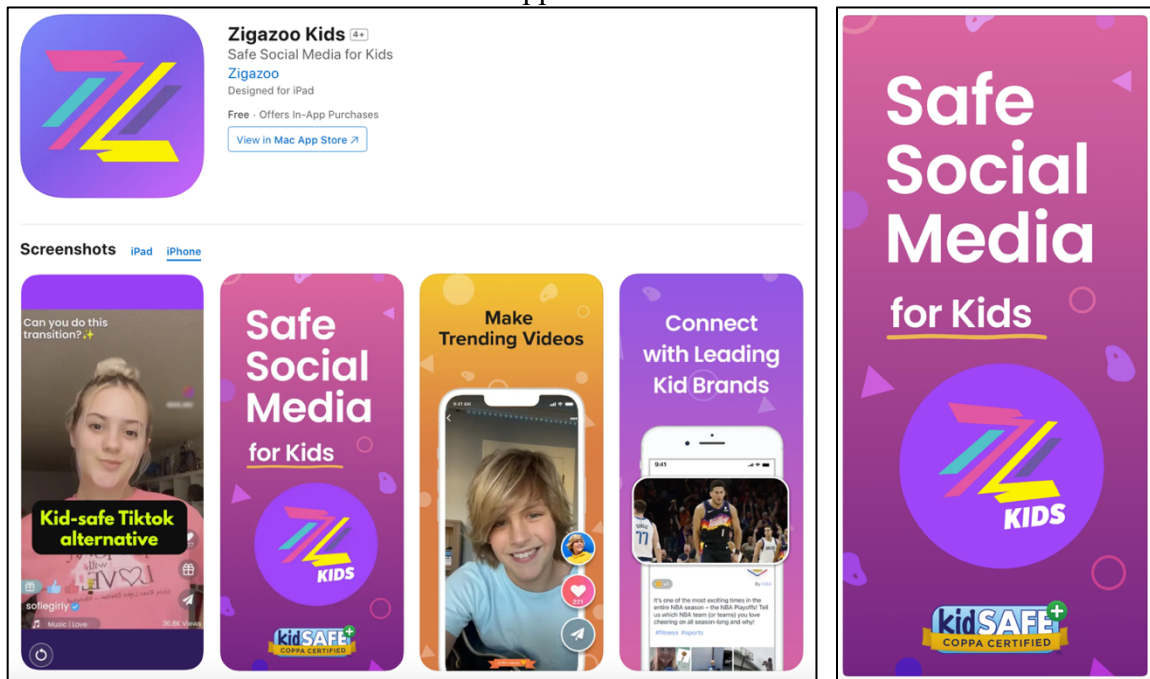 Zigazoo Kids 4+
Safe Social Media for Kids
Zigazoo
Designed for iPad
Free · Offers In-App Purchases
View in Mac App Store ↗
Screenshots iPad iPhone
Can you do this
transition?✨
Kid-safe Tiktok
alternative
sofiegirly
Music I Love
36.8K Views
Safe
Social
Media
for Kids
KIDS
kidSAFE+
COPPA CERTIFIED
Make
Trending Videos
9:41 AM
221
Connect
with Leading
Kid Brands
9:41
By NBA
It's one of the most exciting times in the
entire NBA season – the NBA Playoffs! Tell
us which NBA team (or teams) you love
cheering on all season-long and why!
#fitness #sports
Safe
Social
Media
for Kids
KIDS
kidSAFE+
COPPA CERTIFIED